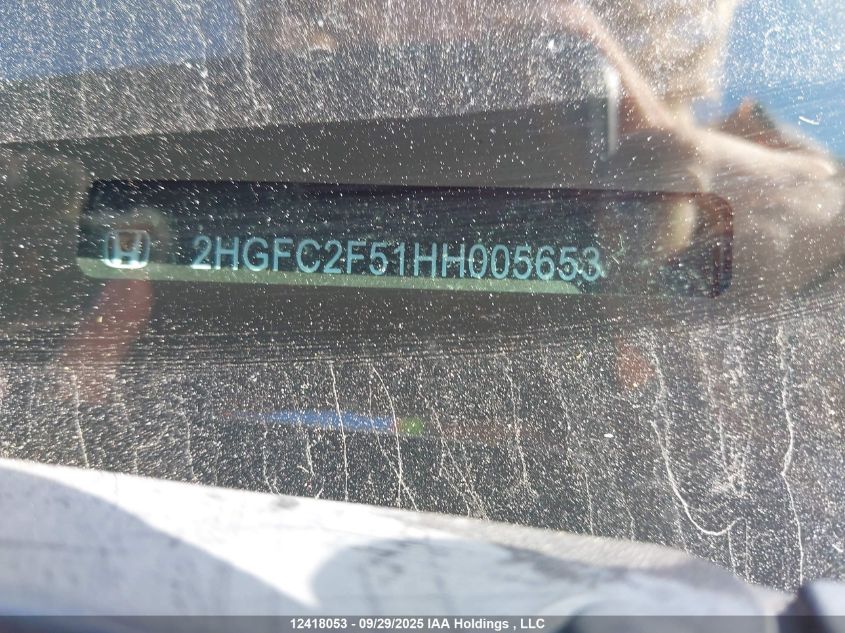 2HGFC2F51HH005653
12418053 - 09/29/2025 IAA Holdings , LLC